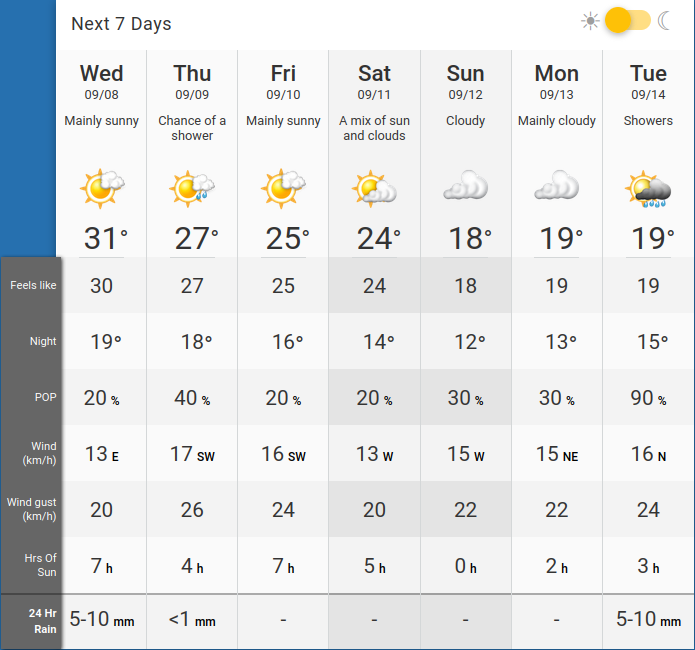 Next 7 Days
Wed Thu Fri Sat Sun Mon Tue
09/08 09/09 09/10 09/11 09/12 09/13 09/14
Mainly sunny Chance of a Mainly sunny A mix of sun Cloudy Mainly cloudy Showers
shower and clouds
31° 27° 25° 24° 18° 19° 19°
Feels like 30 27 25 24 18 19 19
Night 19° 18° 16° 14° 12° 13° 15°
POP 20 % 40 % 20 % 20 % 30 % 30 % 90 %
Wind
(km/h) 13 E 17 SW 16 SW 13 W 15 W 15 NE 16 N
Wind gust
(km/h) 20 26 24 20 22 22 24
Hrs Of
Sun 7 h 4 h 7 h 5 h 0 h 2 h 3 h
24 Hr
Rain 5-10 mm <1 mm - - - - 5-10 mm